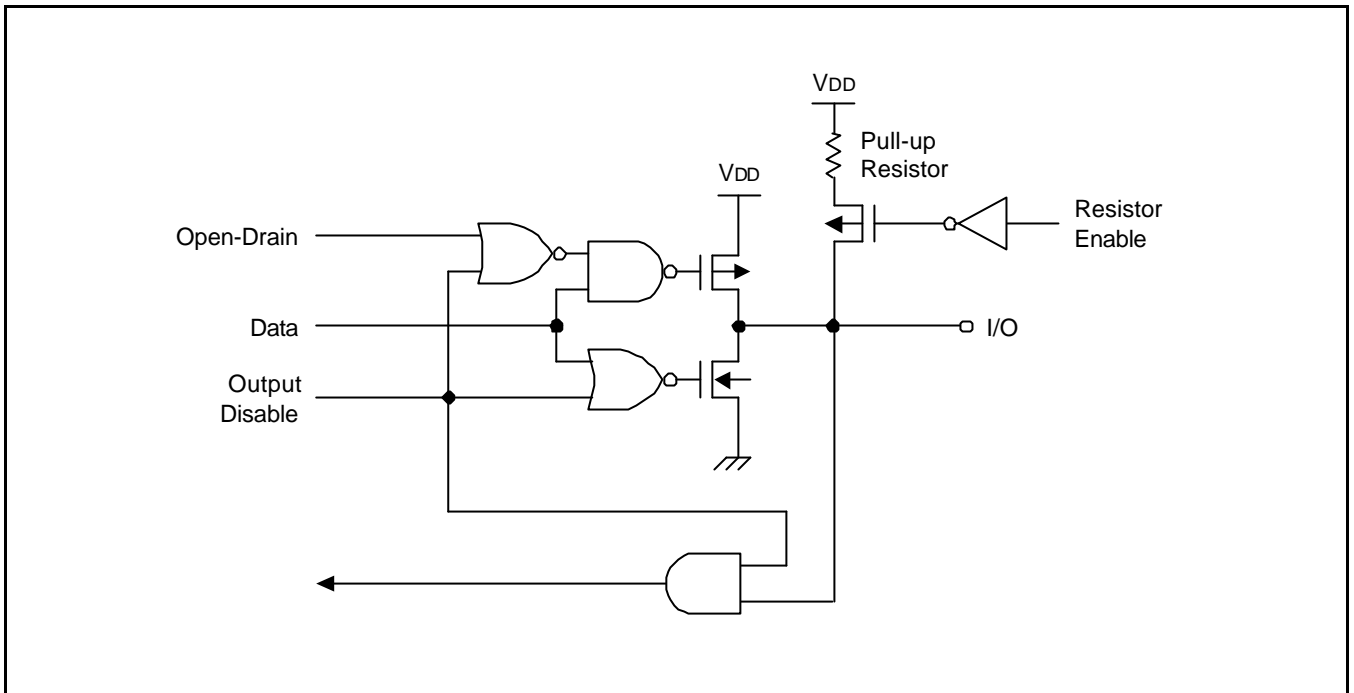 VDD
Pull-up
Resistor
VDD
Resistor
Enable
Open-Drain
Data
I/O
Output
Disable